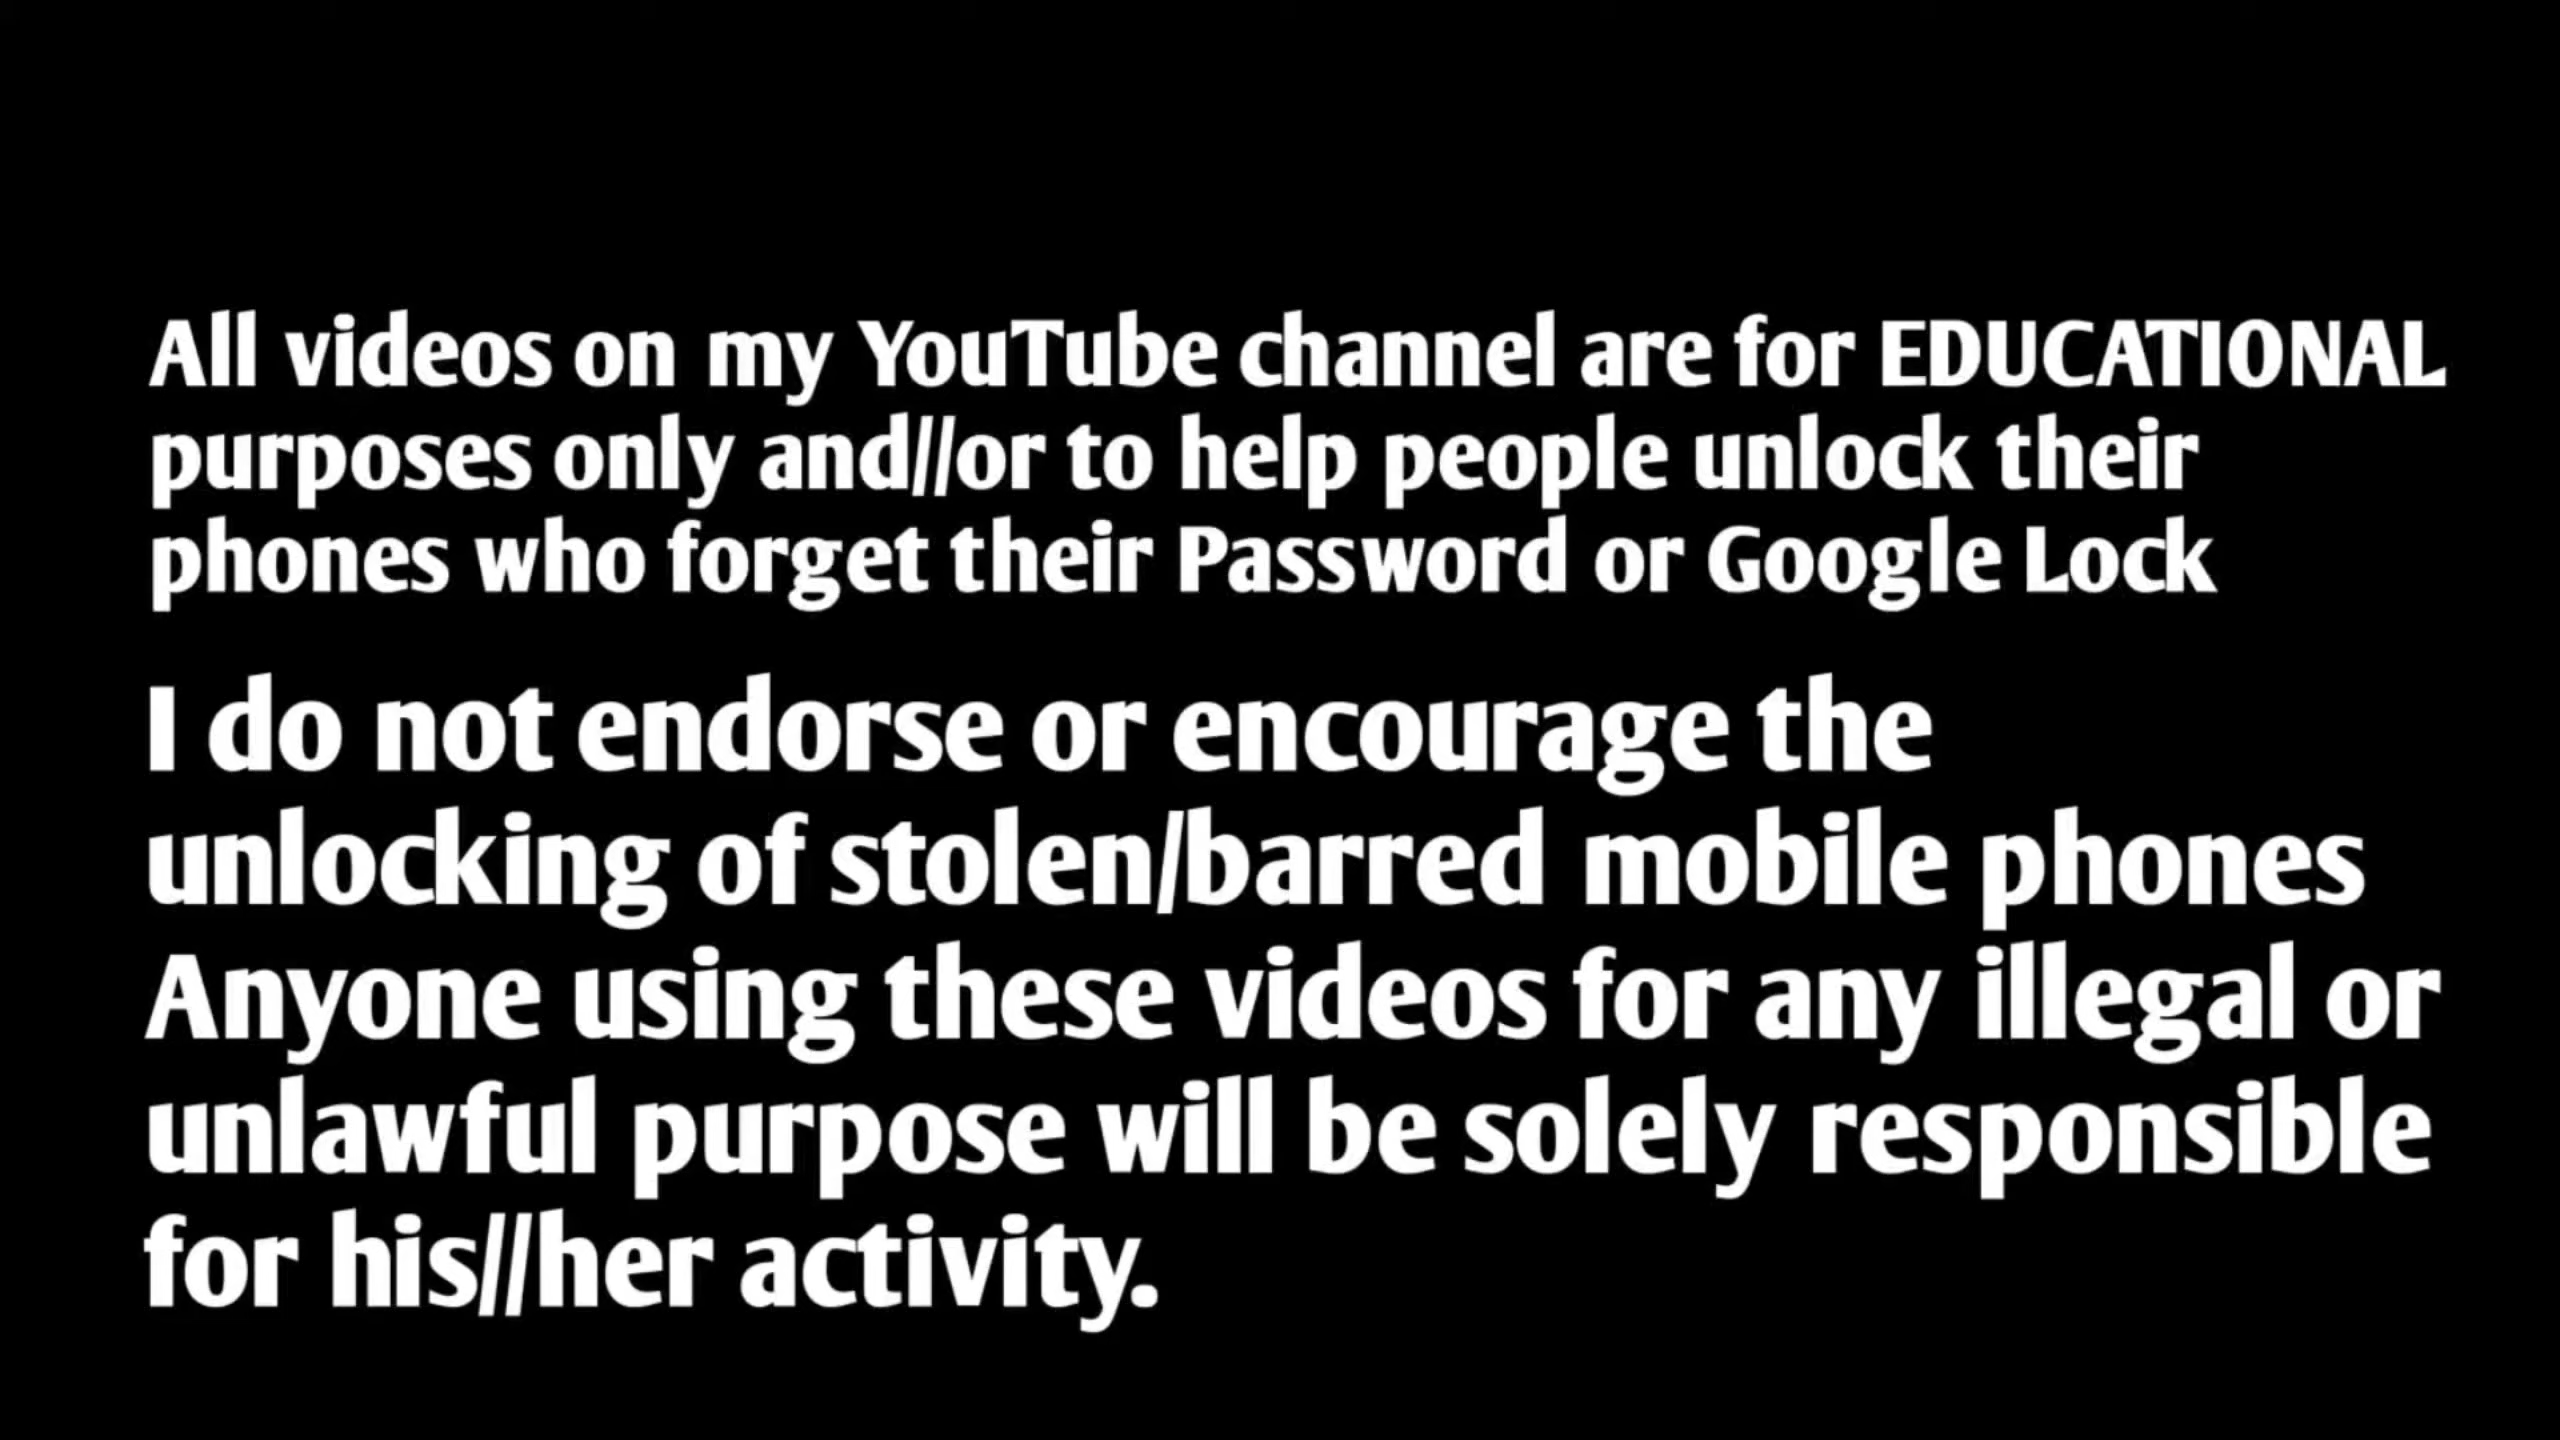 All videos on my YouTube channel are for EDUCATIONAL
purposes only and//or to help people unlock their
phones who forget their Password or Google Lock
I do not endorse or encourage the
unlocking of stolen/barred mobile phones
Anyone using these videos for any illegal or
unlawful purpose will be solely responsible
for his//her activity.